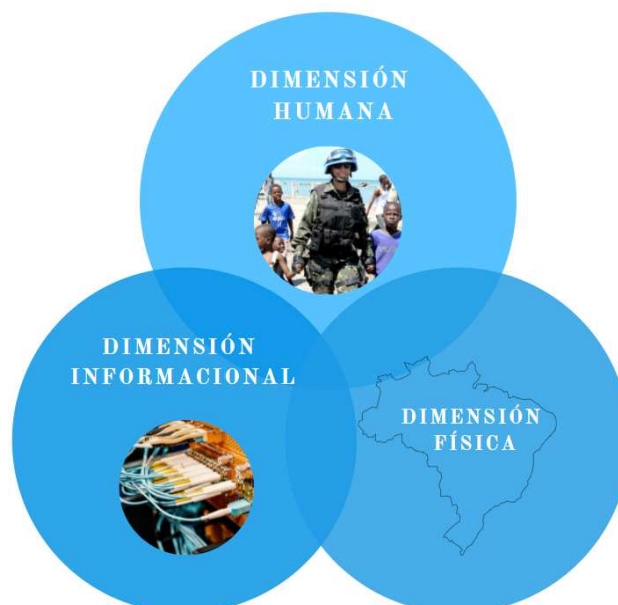 DIMENSIÓN
HUMANA
DIMENSIÓN
INFORMACIONAL
DIMENSIÓN
FÍSICA